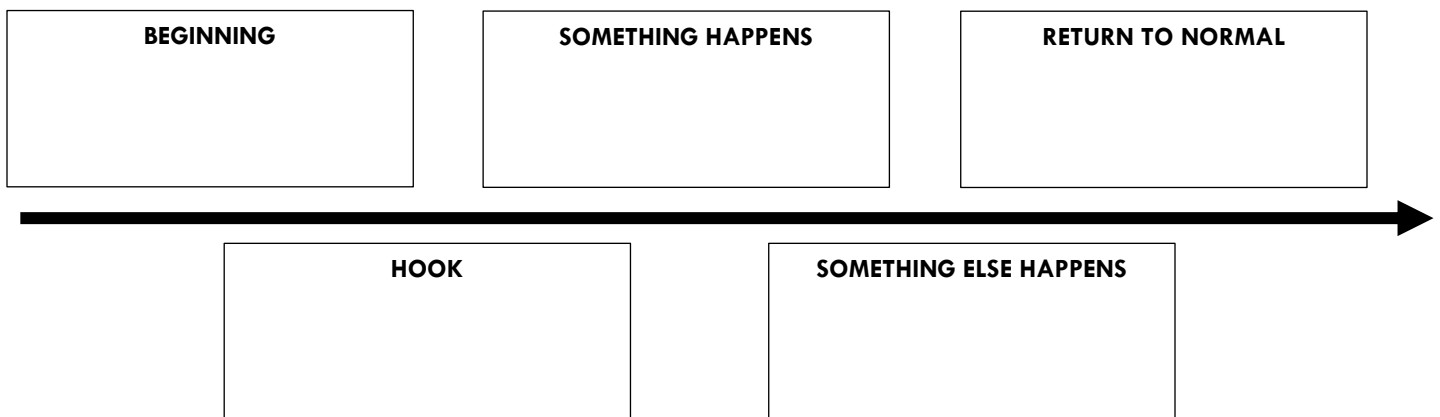 BEGINNING
SOMETHING HAPPENS
RETURN TO NORMAL
HOOK
SOMETHING ELSE HAPPENS